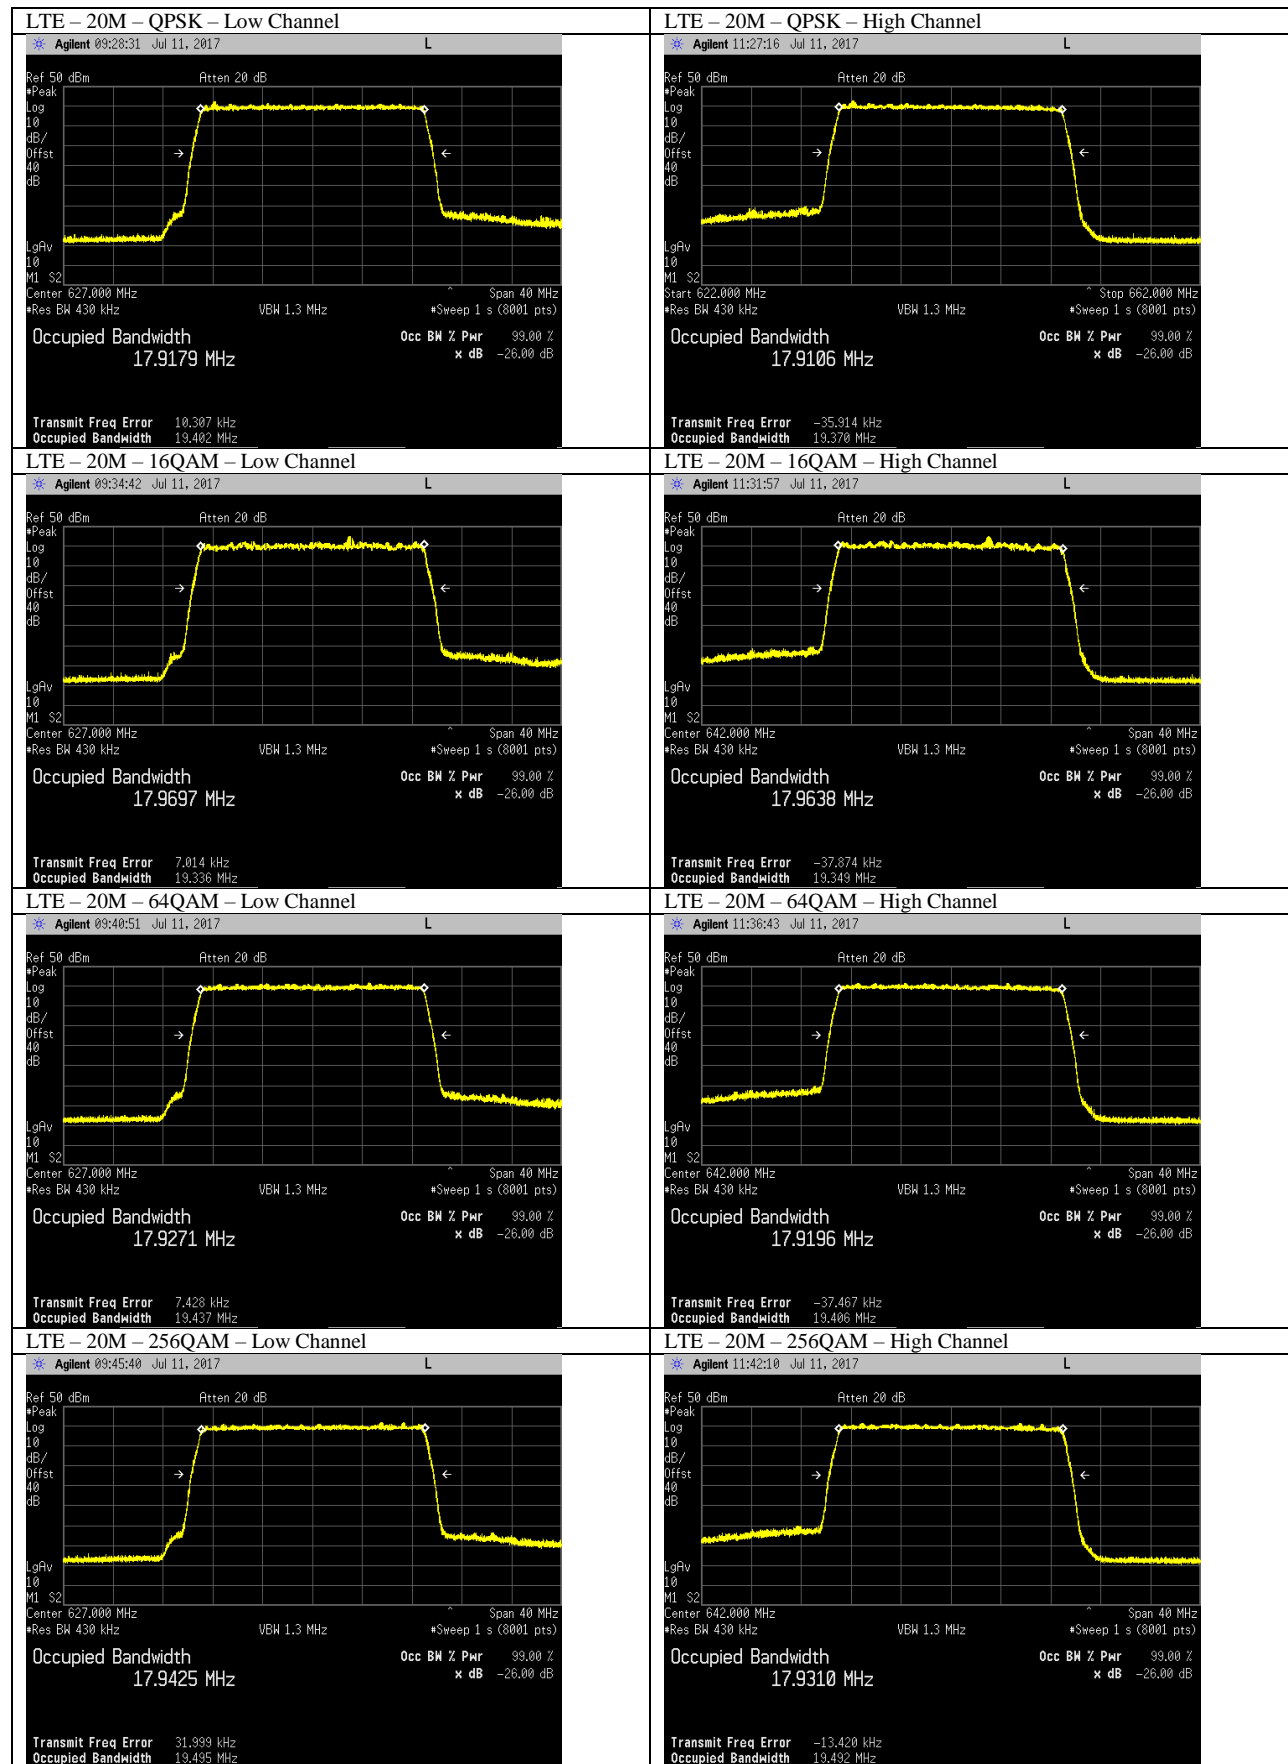 LTE – 20M – QPSK – Low Channel
Agilent 09:28:31 Jul 11, 2017 L
Ref 50 dBm Atten 20 dB
#Peak
Log
10
dB/
Offst
40
dB
LgAv
10
M1 S2
Center 627.000 MHz Span 40 MHz
#Res BW 430 kHz VBW 1.3 MHz #Sweep 1 s (8001 pts)
Occupied Bandwidth Occ BW % Pwr 99.00 %
17.9179 MHz x dB -26.00 dB
Transmit Freq Error 10.307 kHz
Occupied Bandwidth 19.402 MHz
LTE – 20M – QPSK – High Channel
Agilent 11:27:16 Jul 11, 2017 L
Ref 50 dBm Atten 20 dB
#Peak
Log
10
dB/
Offst
40
dB
LgAv
10
M1 S2
Start 622.000 MHz Stop 662.000 MHz
#Res BW 430 kHz VBW 1.3 MHz #Sweep 1 s (8001 pts)
Occupied Bandwidth Occ BW % Pwr 99.00 %
17.9106 MHz x dB -26.00 dB
Transmit Freq Error -35.914 kHz
Occupied Bandwidth 19.370 MHz
LTE – 20M – 16QAM – Low Channel
Agilent 09:34:42 Jul 11, 2017 L
Ref 50 dBm Atten 20 dB
#Peak
Log
10
dB/
Offst
40
dB
LgAv
10
M1 S2
Center 627.000 MHz Span 40 MHz
#Res BW 430 kHz VBW 1.3 MHz #Sweep 1 s (8001 pts)
Occupied Bandwidth Occ BW % Pwr 99.00 %
17.9697 MHz x dB -26.00 dB
Transmit Freq Error 7.014 kHz
Occupied Bandwidth 19.336 MHz
LTE – 20M – 16QAM – High Channel
Agilent 11:31:57 Jul 11, 2017 L
Ref 50 dBm Atten 20 dB
#Peak
Log
10
dB/
Offst
40
dB
LgAv
10
M1 S2
Center 642.000 MHz Span 40 MHz
#Res BW 430 kHz VBW 1.3 MHz #Sweep 1 s (8001 pts)
Occupied Bandwidth Occ BW % Pwr 99.00 %
17.9638 MHz x dB -26.00 dB
Transmit Freq Error -37.874 kHz
Occupied Bandwidth 19.349 MHz
LTE – 20M – 64QAM – Low Channel
Agilent 09:40:51 Jul 11, 2017 L
Ref 50 dBm Atten 20 dB
#Peak
Log
10
dB/
Offst
40
dB
LgAv
10
M1 S2
Center 627.000 MHz Span 40 MHz
#Res BW 430 kHz VBW 1.3 MHz #Sweep 1 s (8001 pts)
Occupied Bandwidth Occ BW % Pwr 99.00 %
17.9271 MHz x dB -26.00 dB
Transmit Freq Error 7.428 kHz
Occupied Bandwidth 19.437 MHz
LTE – 20M – 64QAM – High Channel
Agilent 11:36:43 Jul 11, 2017 L
Ref 50 dBm Atten 20 dB
#Peak
Log
10
dB/
Offst
40
dB
LgAv
10
M1 S2
Center 642.000 MHz Span 40 MHz
#Res BW 430 kHz VBW 1.3 MHz #Sweep 1 s (8001 pts)
Occupied Bandwidth Occ BW % Pwr 99.00 %
17.9196 MHz x dB -26.00 dB
Transmit Freq Error -37.467 kHz
Occupied Bandwidth 19.406 MHz
LTE – 20M – 256QAM – Low Channel
Agilent 09:45:40 Jul 11, 2017 L
Ref 50 dBm Atten 20 dB
#Peak
Log
10
dB/
Offst
40
dB
LgAv
10
M1 S2
Center 627.000 MHz Span 40 MHz
#Res BW 430 kHz VBW 1.3 MHz #Sweep 1 s (8001 pts)
Occupied Bandwidth Occ BW % Pwr 99.00 %
17.9425 MHz x dB -26.00 dB
Transmit Freq Error 31.999 kHz
Occupied Bandwidth 19.495 MHz
LTE – 20M – 256QAM – High Channel
Agilent 11:42:10 Jul 11, 2017 L
Ref 50 dBm Atten 20 dB
#Peak
Log
10
dB/
Offst
40
dB
LgAv
10
M1 S2
Center 642.000 MHz Span 40 MHz
#Res BW 430 kHz VBW 1.3 MHz #Sweep 1 s (8001 pts)
Occupied Bandwidth Occ BW % Pwr 99.00 %
17.9310 MHz x dB -26.00 dB
Transmit Freq Error -13.420 kHz
Occupied Bandwidth 19.492 MHz